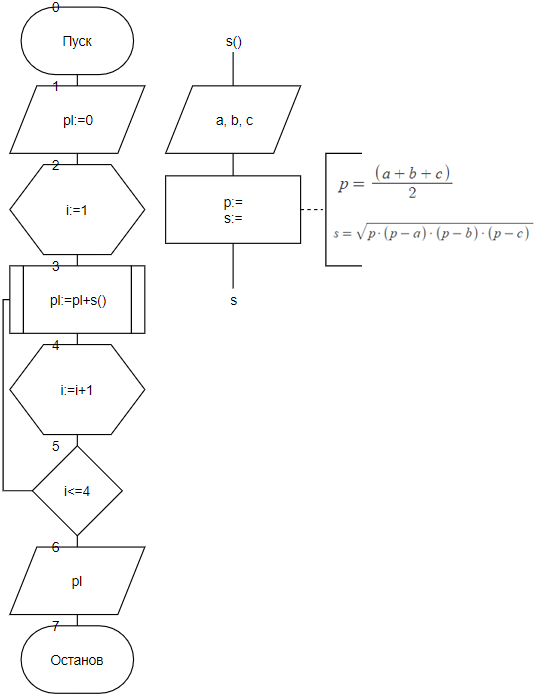 0
Пуск
1
pl:=0
2
i:=1
3
pl:=pl+s()
4
i:=i+1
5
i<=4
6
pl
7
Останов
s()
a, b, c
p:=
s:=
s
p = (a + b + c) / 2
s = √p·(p − a)·(p − b)·(p − c)